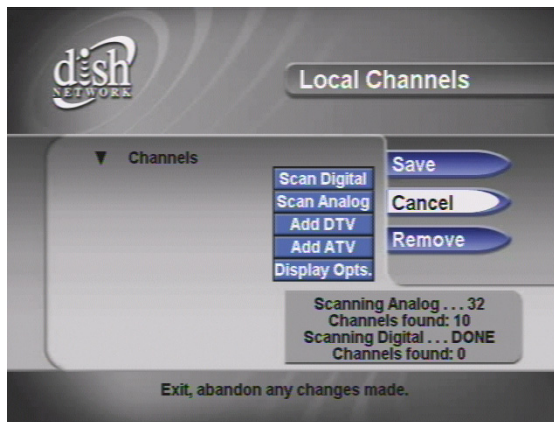 dish
NETWORK
Local Channels
▼ Channels
Scan Digital
Scan Analog
Add DTV
Add ATV
Display Opts.
Save
Cancel
Remove
Scanning Analog . . . 32
Channels found: 10
Scanning Digital . . . DONE
Channels found: 0
Exit, abandon any changes made.